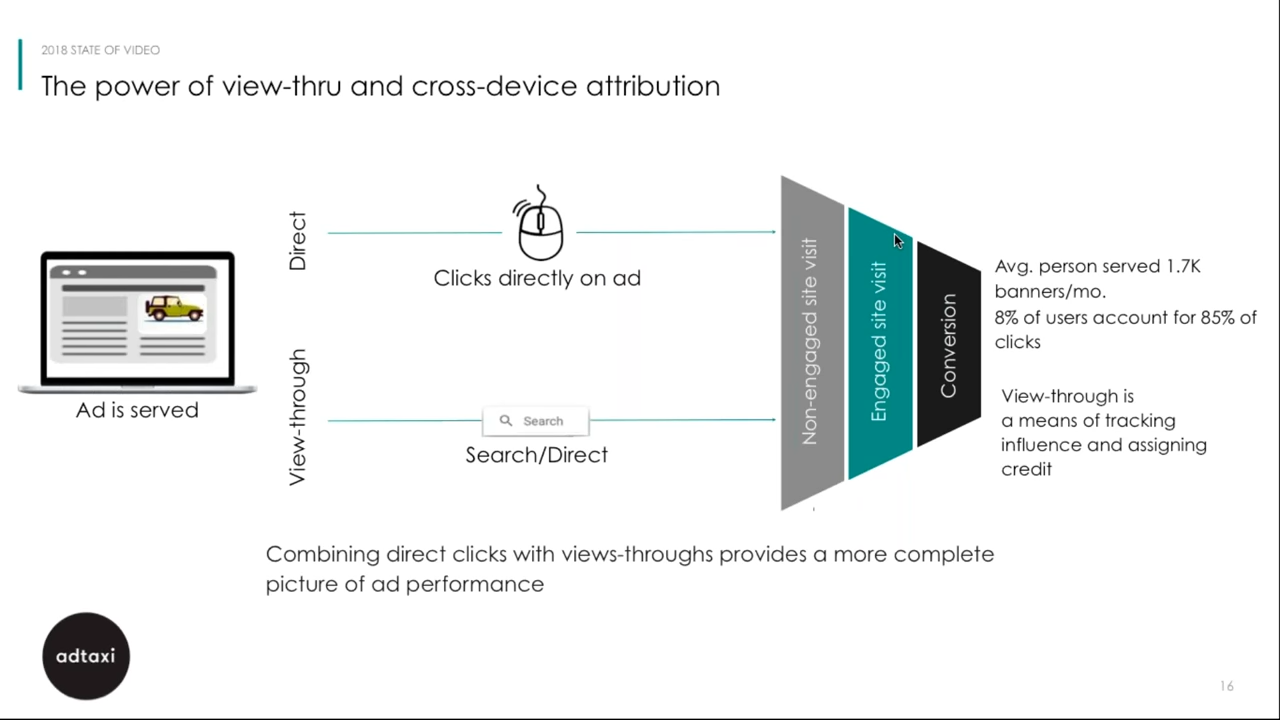 2018 STATE OF VIDEO
The power of view-thru and cross-device attribution
Direct
Clicks directly on ad
Ad is served
View-through
Search
Search/Direct
Non-engaged site visit
Engaged site visit
Conversion
Avg. person served 1.7K
banners/mo.
8% of users account for 85% of
clicks
View-through is
a means of tracking
influence and assigning
credit
Combining direct clicks with views-throughs provides a more complete
picture of ad performance
adtaxi
16